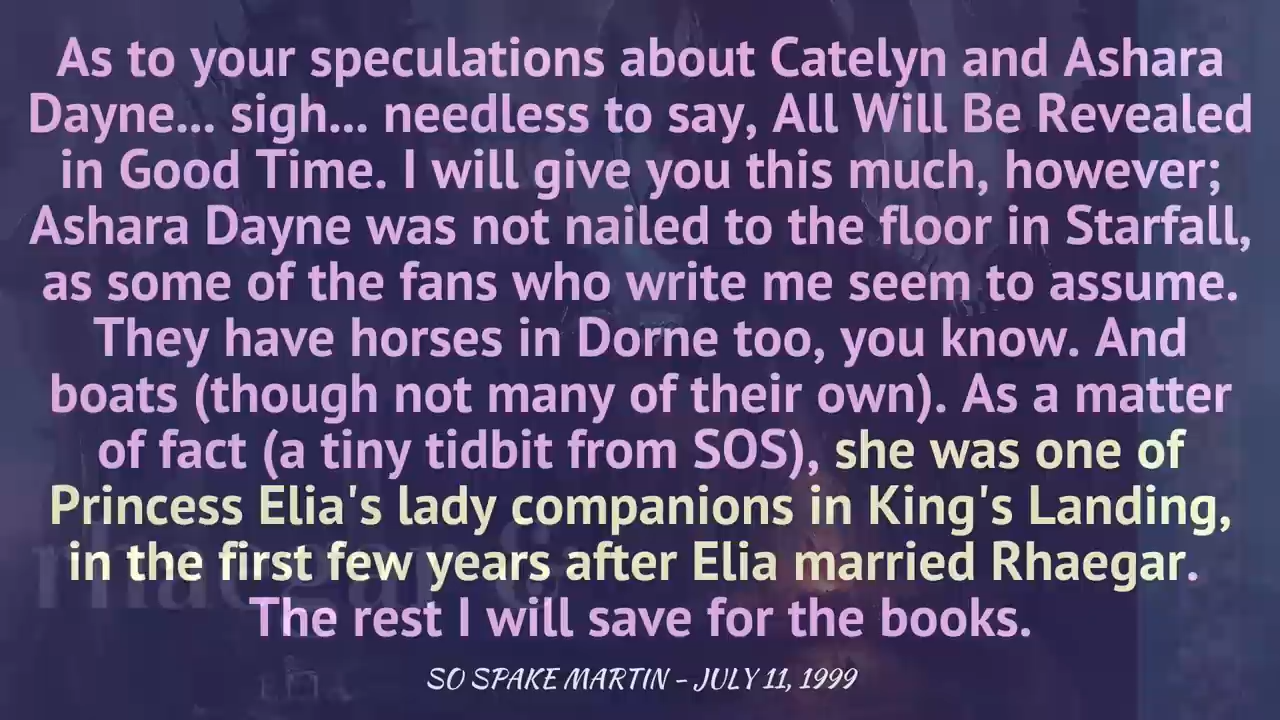 As to your speculations about Catelyn and Ashara
Dayne... sigh... needless to say, All Will Be Revealed
in Good Time. I will give you this much, however;
Ashara Dayne was not nailed to the floor in Starfall,
as some of the fans who write me seem to assume.
They have horses in Dorne too, you know. And
boats (though not many of their own). As a matter
of fact (a tiny tidbit from SOS), she was one of
Princess Elia's lady companions in King's Landing,
in the first few years after Elia married Rhaegar.
The rest I will save for the books.
SO SPAKE MARTIN – JULY 11, 1999
rhaegar &